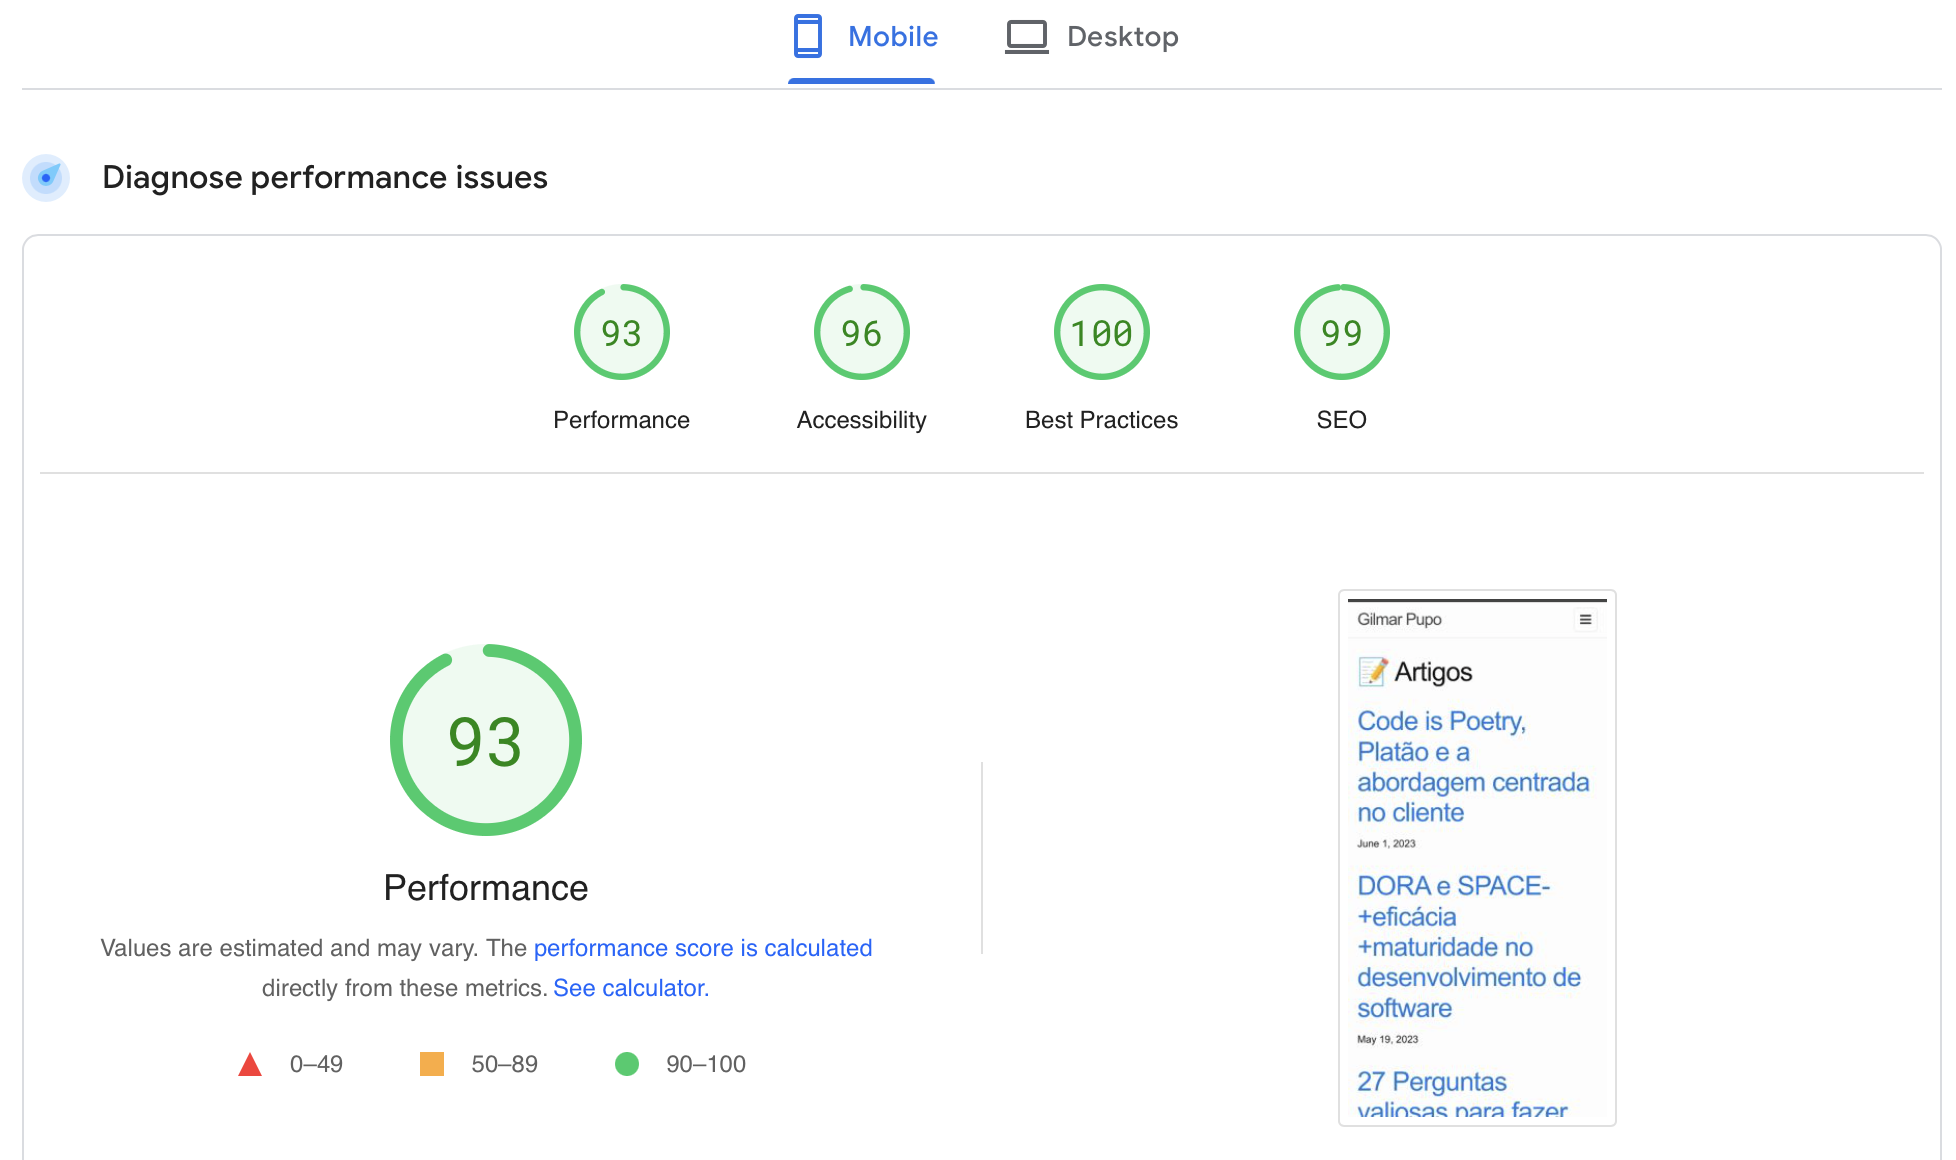 Mobile
Desktop
Diagnose performance issues
93
96
100
99
Performance
Accessibility
Best Practices
SEO
93
Performance
Values are estimated and may vary. The performance score is calculated
directly from these metrics. See calculator.
0–49
50–89
90–100
Gilmar Pupo
Artigos
Code is Poetry,
Platão e a
abordagem centrada
no cliente
June 1, 2023
DORA e SPACE-
+eficácia
+maturidade no
desenvolvimento de
software
May 19, 2023
27 Perguntas
valiosas para fazer